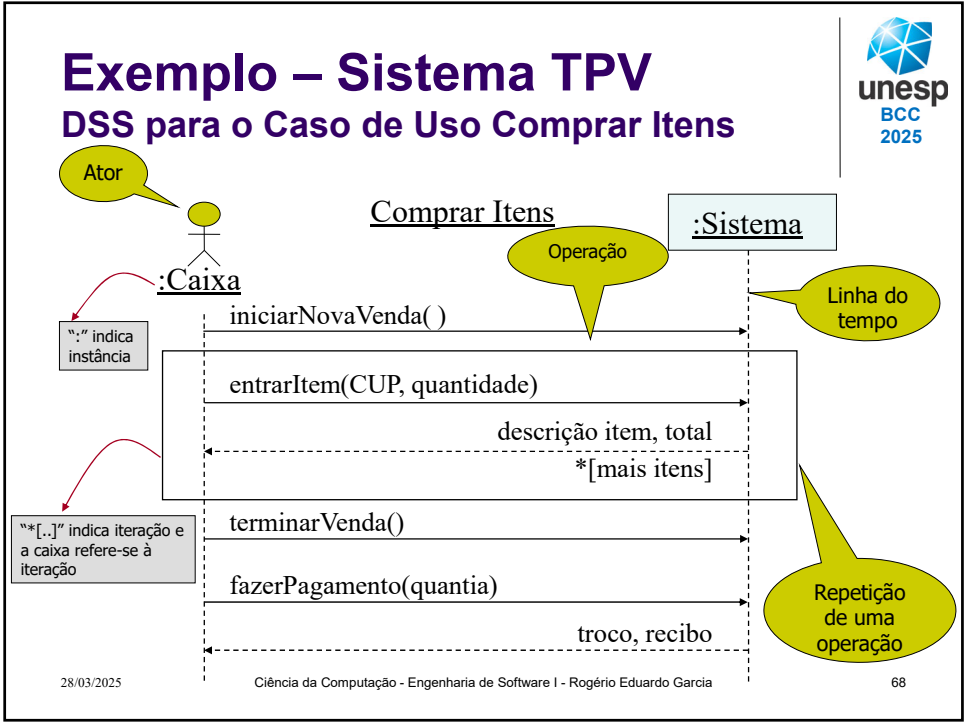 Exemplo – Sistema TPV
DSS para o Caso de Uso Comprar Itens
unesp
BCC
2025
Ator
Comprar Itens
:Sistema
Operação
:Caixa
Linha do
tempo
iniciarNovaVenda( )
“:” indica
instância
entrarItem(CUP, quantidade)
descrição item, total
*[mais itens]
“*[..]” indica iteração e
a caixa refere-se à
iteração
terminarVenda()
fazerPagamento(quantia)
Repetição
de uma
operação
troco, recibo
28/03/2025
Ciência da Computação - Engenharia de Software I - Rogério Eduardo Garcia
68